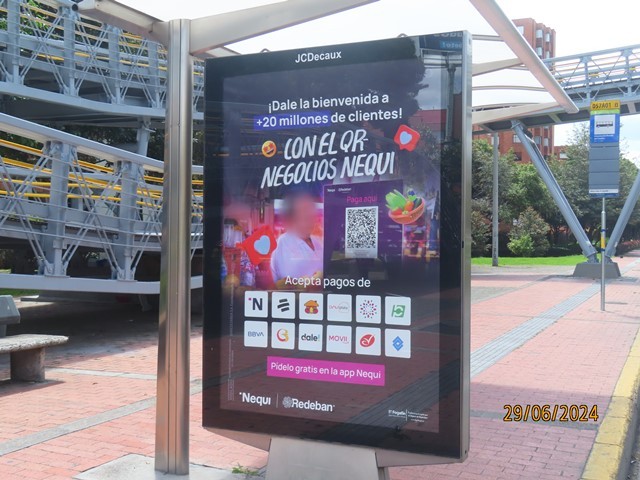 JCDecaux
¡Dale la bienvenida a
+20 millones de clientes!
CON EL QR
NEGOCIOS NEQUI
Paga aquí
Acepta pagos de
N
BBVA
dale!
MOVII
Pídelo gratis en la app Nequi
Nequi
Redeban
29/06/2024